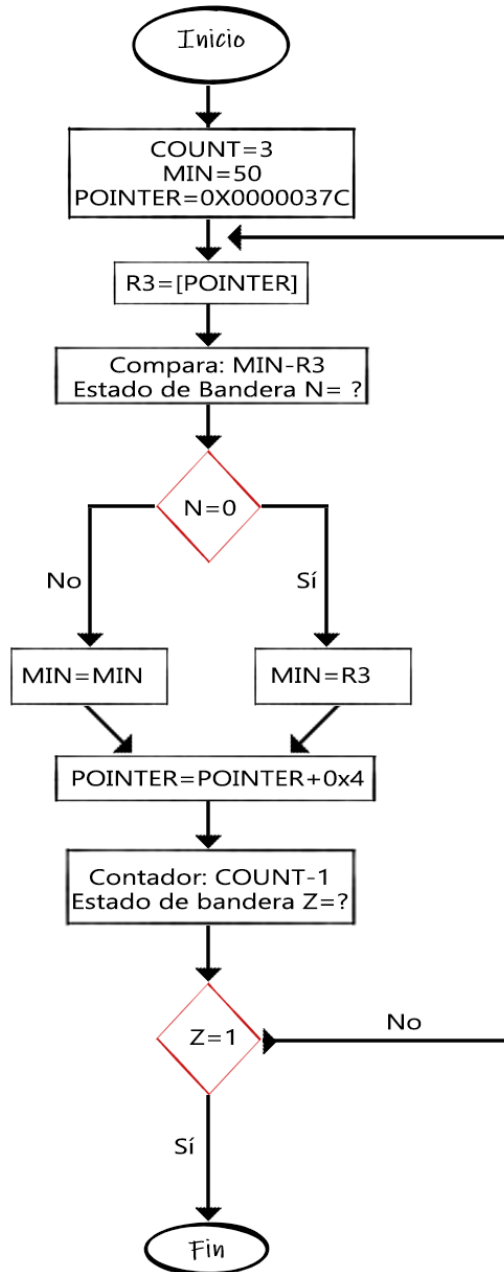 Inicio
COUNT=3
MIN=50
POINTER=0X0000037C
R3=[POINTER]
Compara: MIN-R3
Estado de Bandera N= ?
N=0
No
Sí
MIN=MIN
MIN=R3
POINTER=POINTER+0x4
Contador: COUNT-1
Estado de bandera Z=?
Z=1
No
Sí
Fin